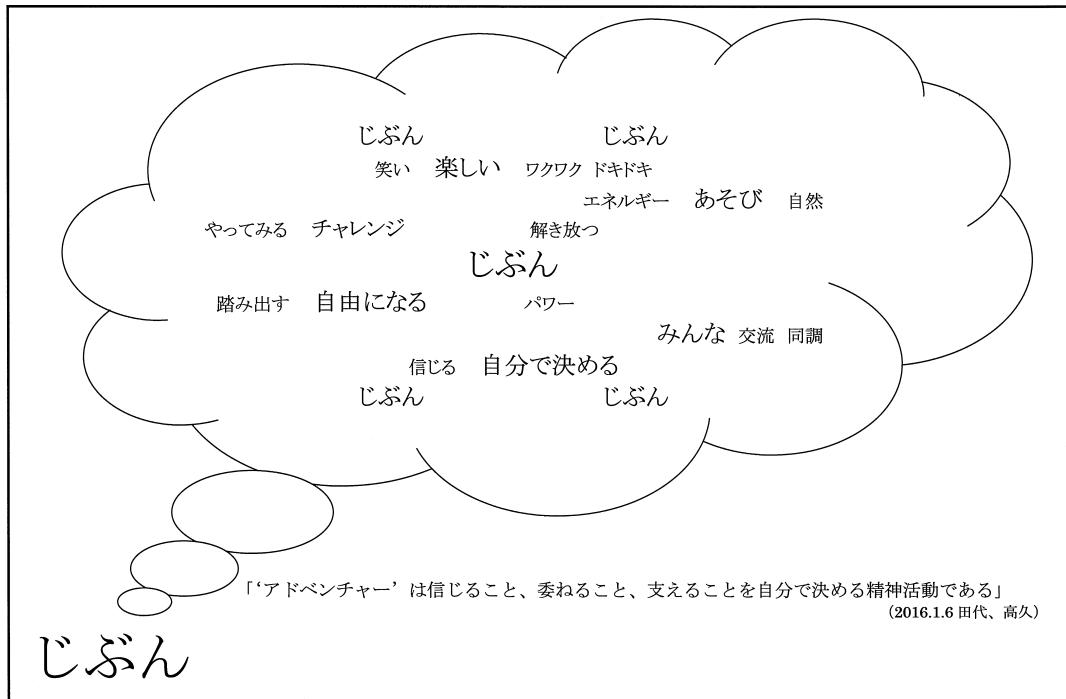 じぶん じぶん
笑い 楽しい ワクワク ドキドキ
エネルギー あそび 自然
やってみる チャレンジ 解き放つ
じぶん
踏み出す 自由になる パワー
みんな 交流 同調
信じる 自分で決める
じぶん じぶん
「‘アドベンチャー’は信じること、委ねること、支えることを自分で決める精神活動である」
（2016.1.6 田代、高久）
じぶん